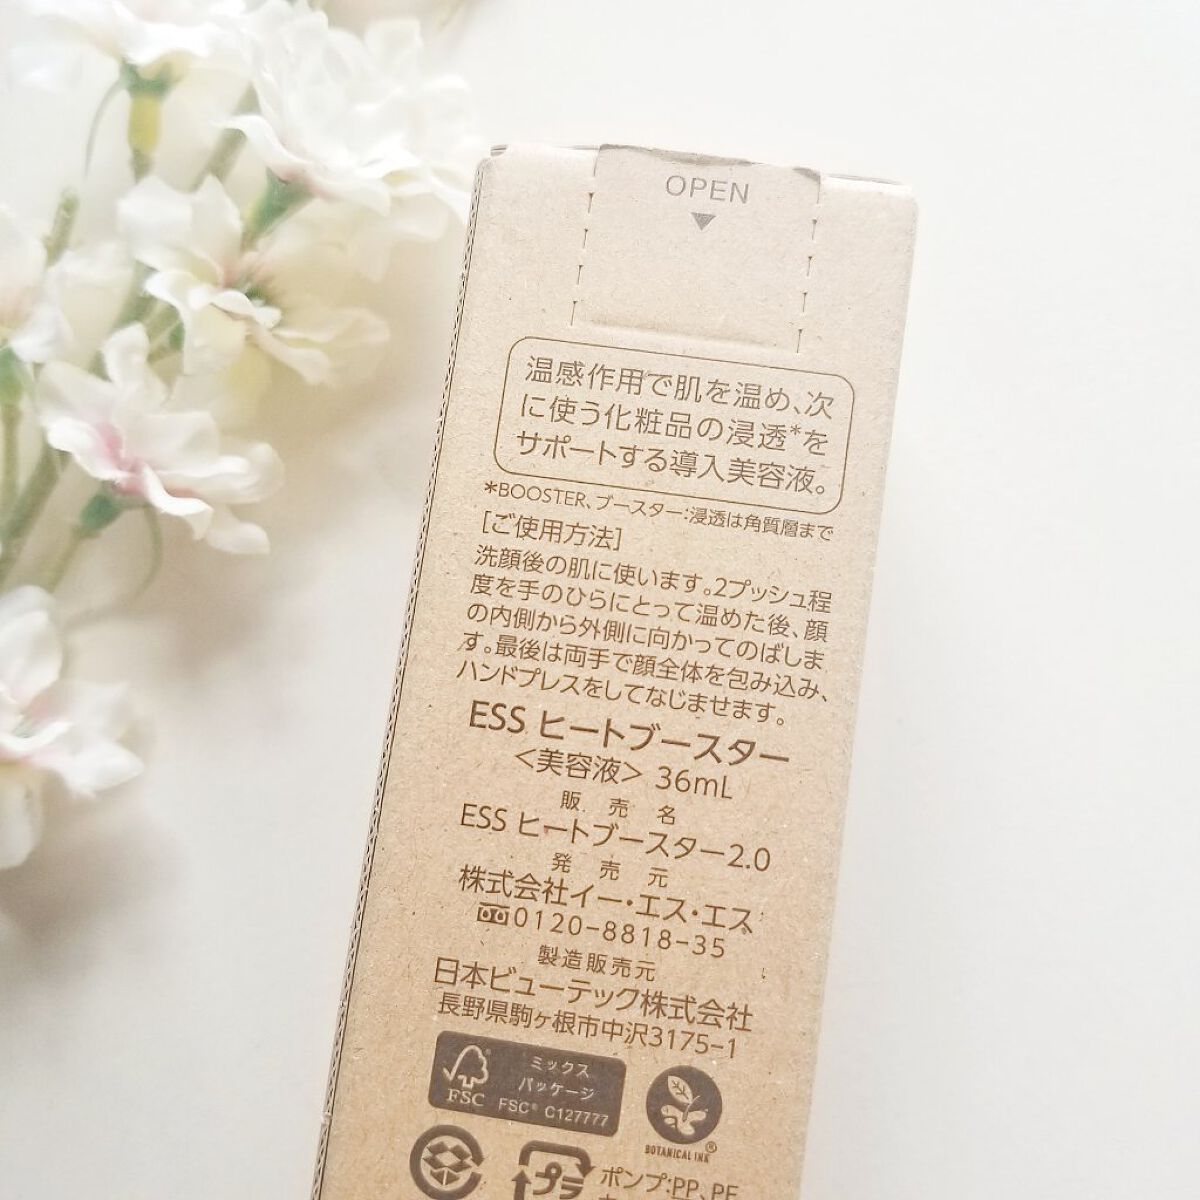 OPEN
温感作用で肌を温め、次
に使う化粧品の浸透*を
サポートする導入美容液。
*BOOSTER、ブースター:浸透は角質層まで
[ご使用方法]
洗顔後の肌に使います。2プッシュ程
度を手のひらにとって温めた後、顔
の内側から外側に向かってのばしま
す。最後は両手で顔全体を包み込み、
ハンドプレスをしてなじませます。
ESS ヒートブースター
<美容液> 36mL
販売名
ESS ヒートブースター2.0
発売元
株式会社イー・エス・エス
0120-8818-35
製造販売元
日本ビューテック株式会社
長野県駒ヶ根市中沢3175-1
FSC
ミックス
パッケージ
FSC® C127777
BOTANICAL INK®
プラ
ポンプ:PP、PE